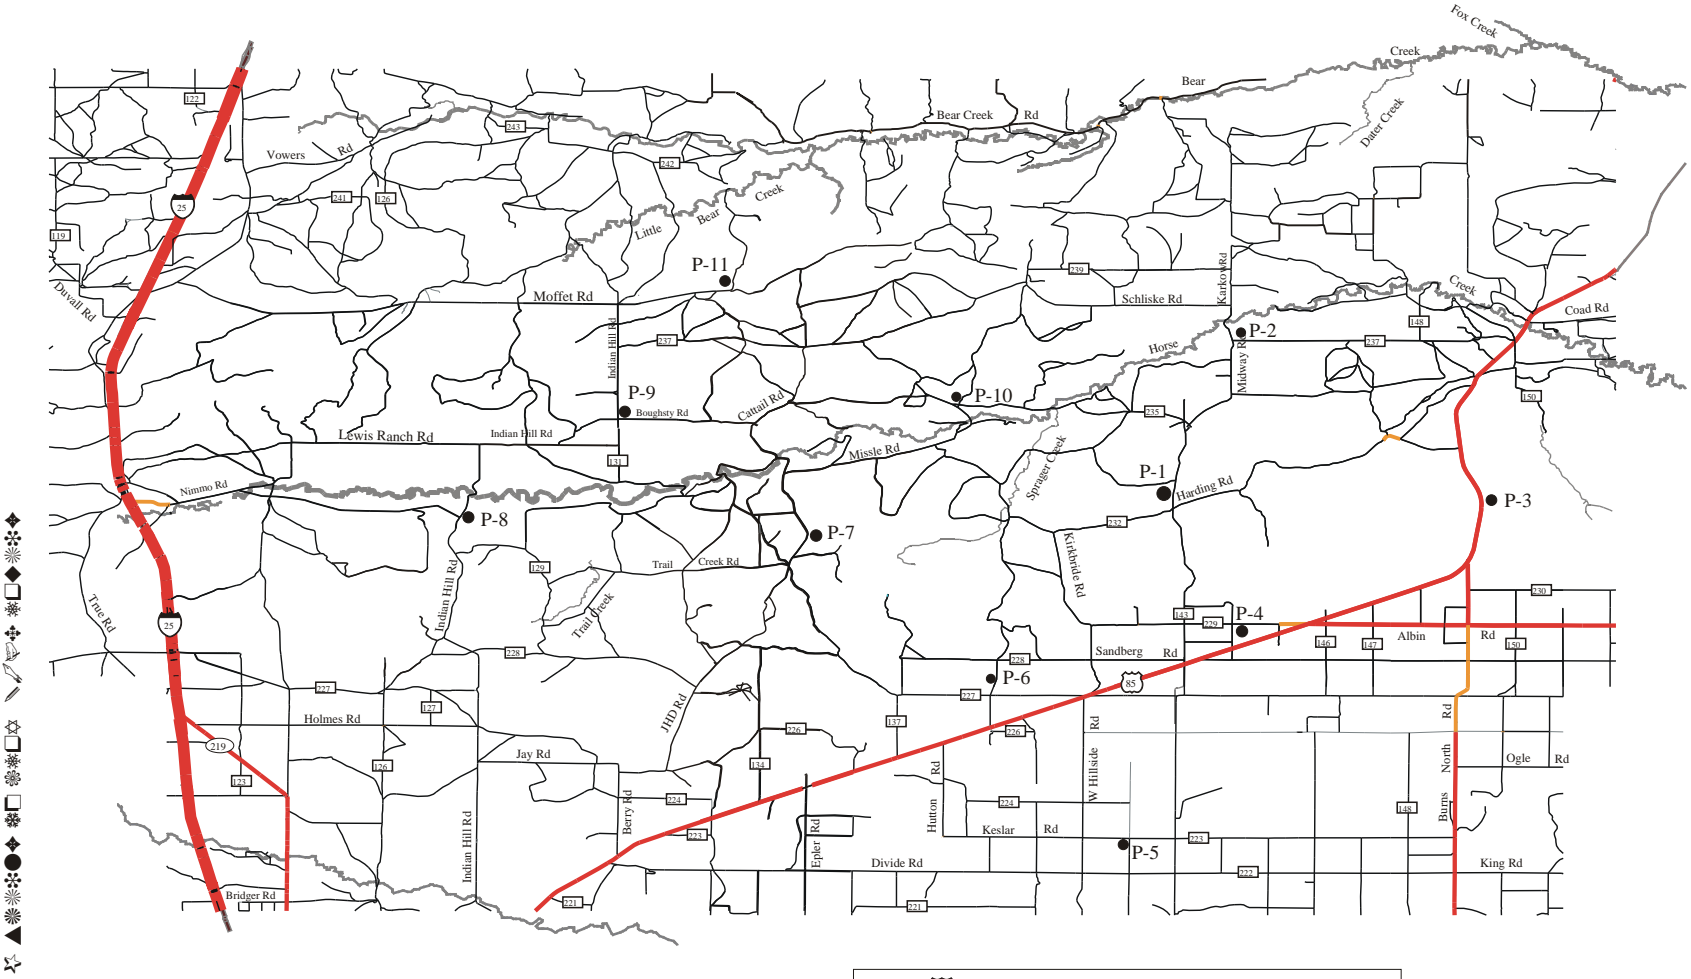 Fox Creek
Creek
Bear
122
Bear Creek Rd
Dater Creek
243
Vowers Rd
242
241
126
25
Little Bear Creek
119
P-11
239
Karkow Rd
Creek
Duvall Rd
Moffet Rd
Schliske Rd
Coad Rd
148
P-2
Indian Hill Rd
237
Horse
Midway Rd
237
P-9
P-10
150
Boughsty Rd
Cattail Rd
235
Lewis Ranch Rd
Indian Hill Rd
Missle Rd
131
Sprager Creek
P-1
Nimmo Rd
Harding Rd
P-3
P-8
232
P-7
Kirkbride Rd
Trail Creek Rd
129
Indian Hill Rd
230
True Rd
Trail Creek
143
P-4
229
25
Albin Rd
146
147
150
228
Sandberg Rd
228
P-6
85
227
227
JHD Rd
127
Holmes Rd
137
Rd
Rd
226
226
219
Jay Rd
W Hillside
North
Ogle Rd
126
134
Rd
123
Berry Rd
224
Hutton
224
148
Burns
223
Epler Rd
Keslar Rd
223
Indian Hill Rd
P-5
Divide Rd
222
King Rd
Bridger Rd
221
221